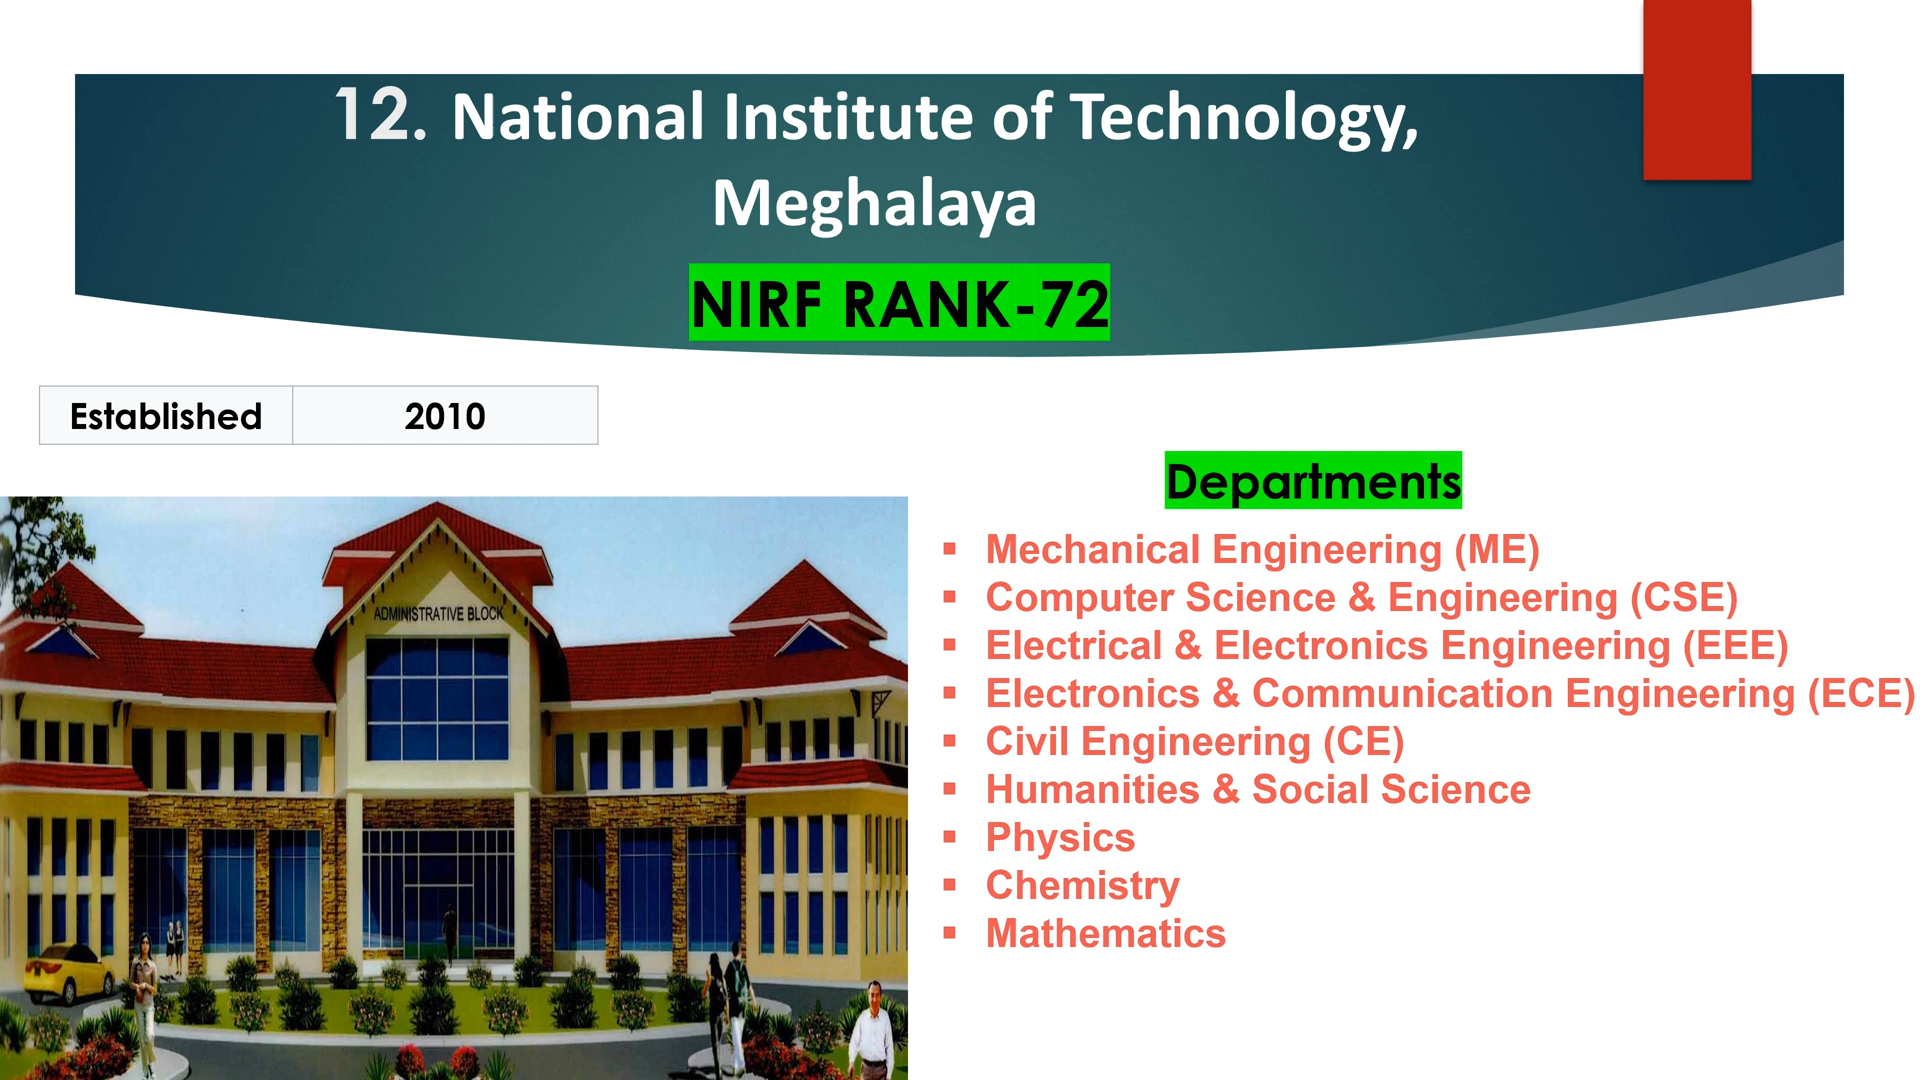 12. National Institute of Technology,
Meghalaya
NIRF RANK-72
Established 2010
Departments
▪ Mechanical Engineering (ME)
▪ Computer Science & Engineering (CSE)
▪ Electrical & Electronics Engineering (EEE)
▪ Electronics & Communication Engineering (ECE)
▪ Civil Engineering (CE)
▪ Humanities & Social Science
▪ Physics
▪ Chemistry
▪ Mathematics
ADMINISTRATIVE BLOCK